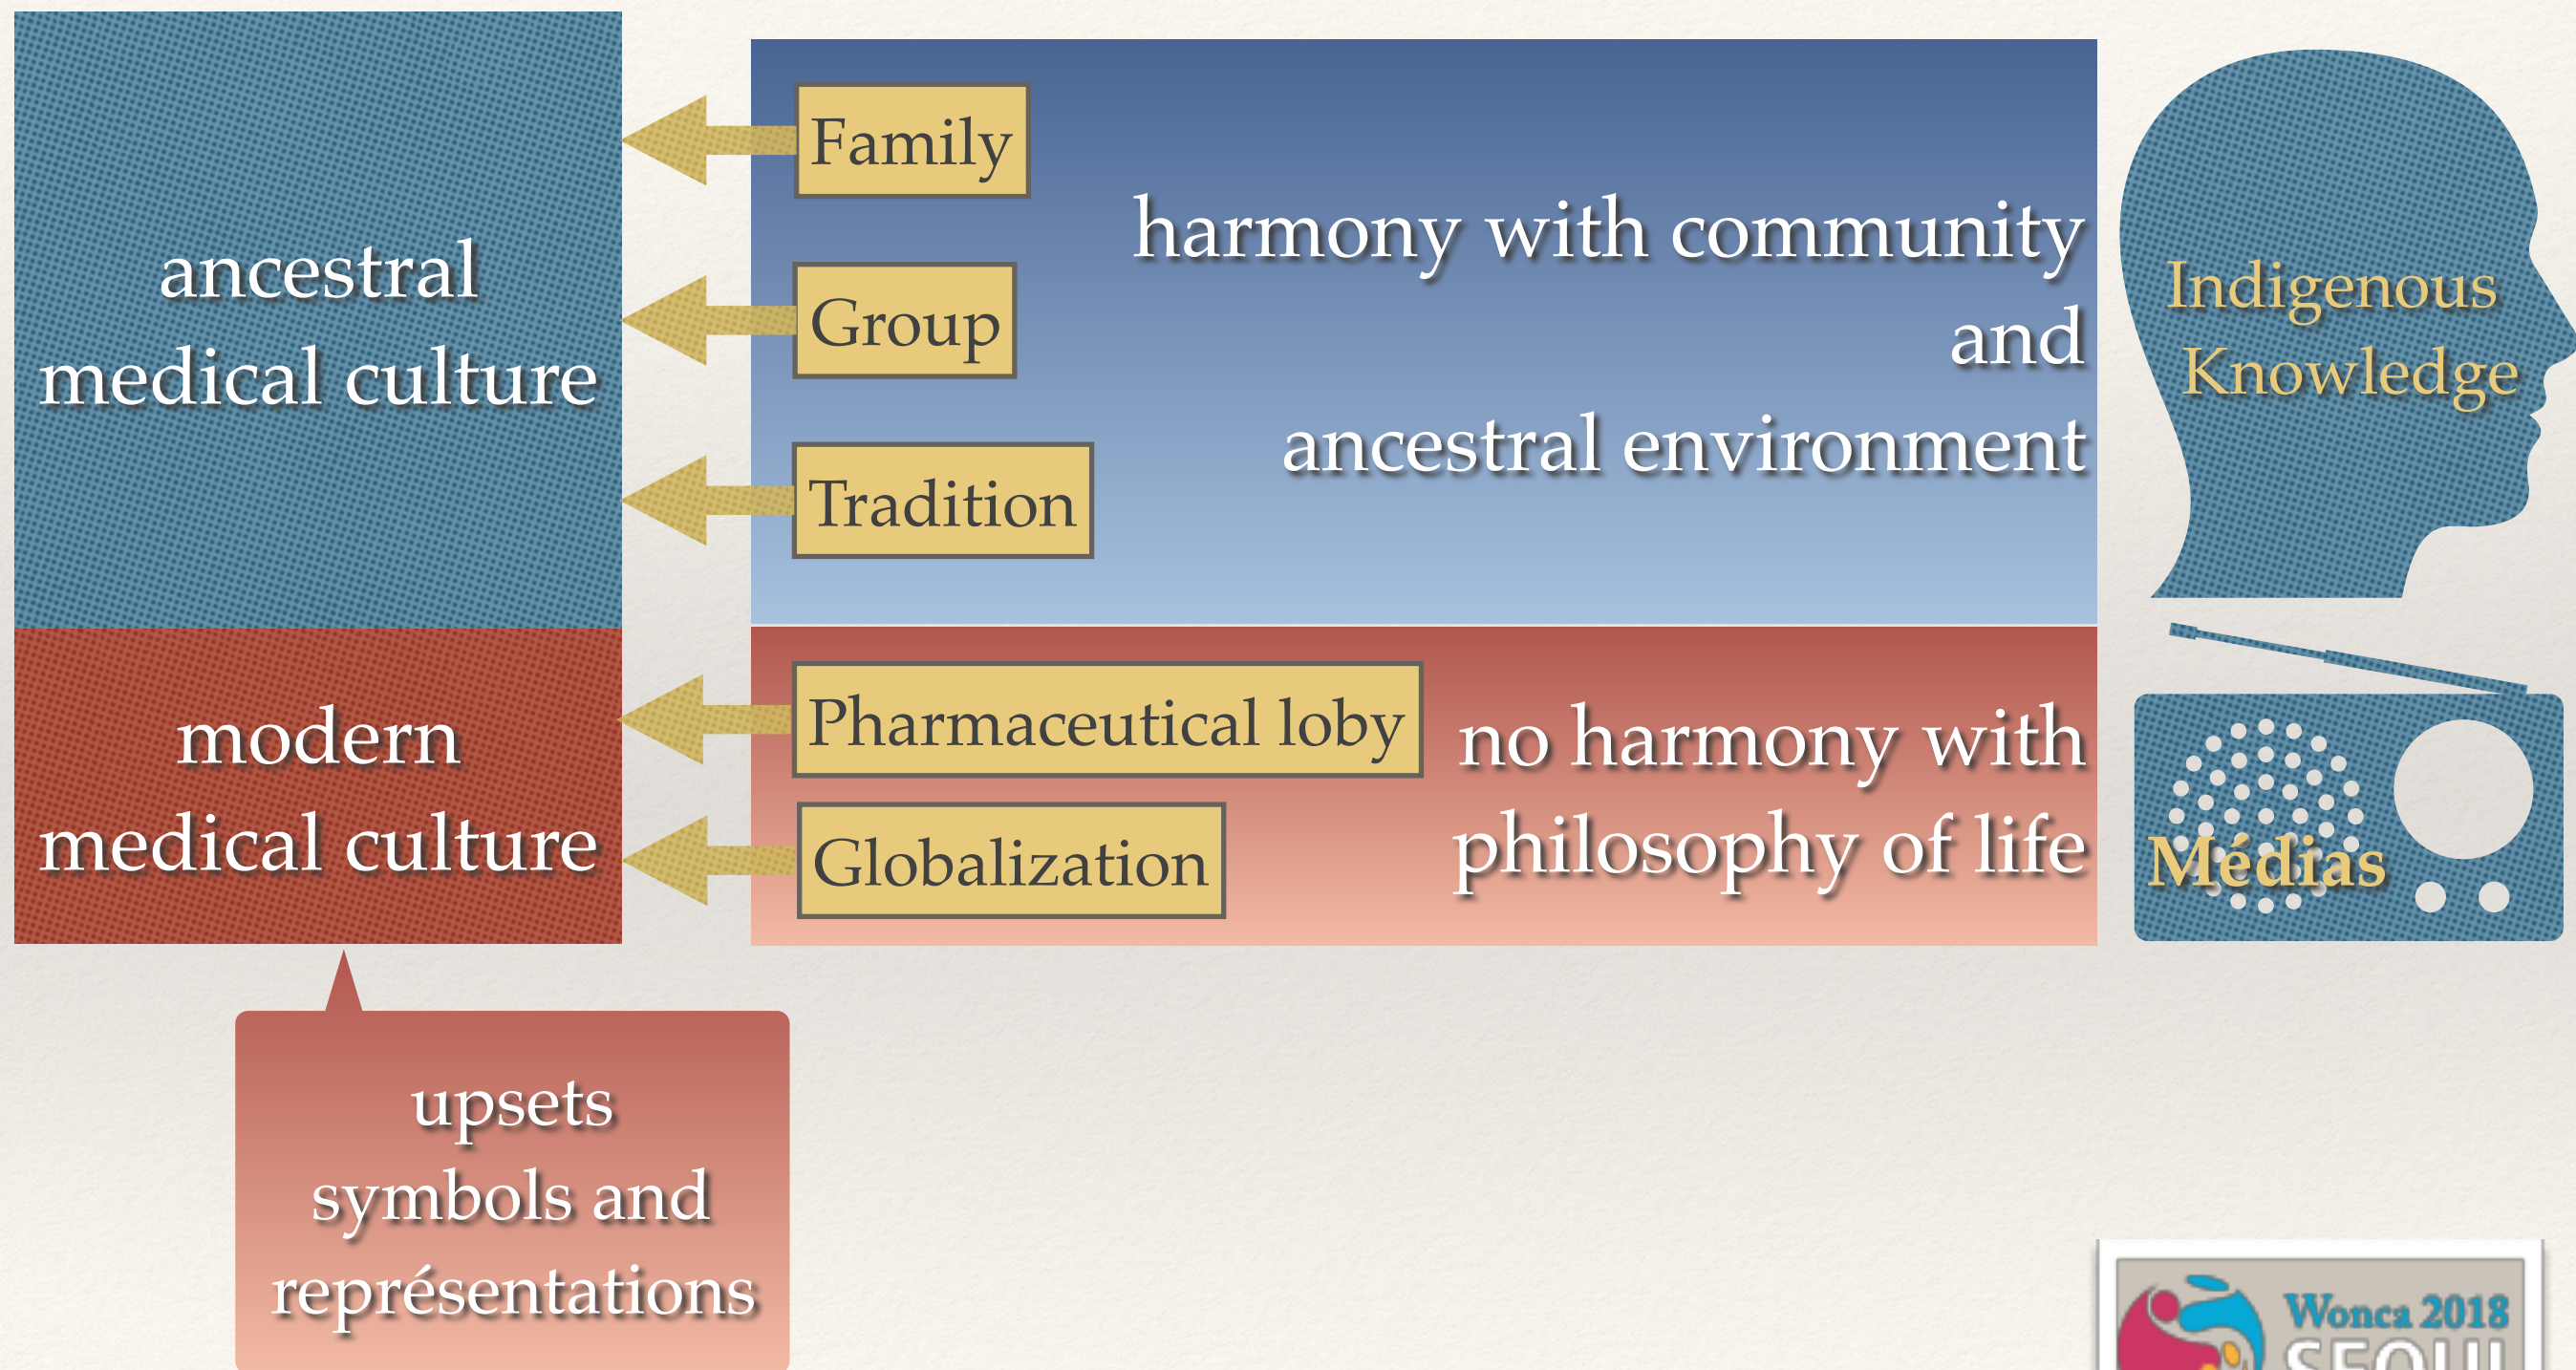 ancestral
medical culture
Family
Group
Tradition
harmony with community
and
ancestral environment
Indigenous
Knowledge
modern
medical culture
Pharmaceutical loby
Globalization
no harmony with
philosophy of life
Médias
upsets
symbols and
représentations
Wonca 2018
SEOUL